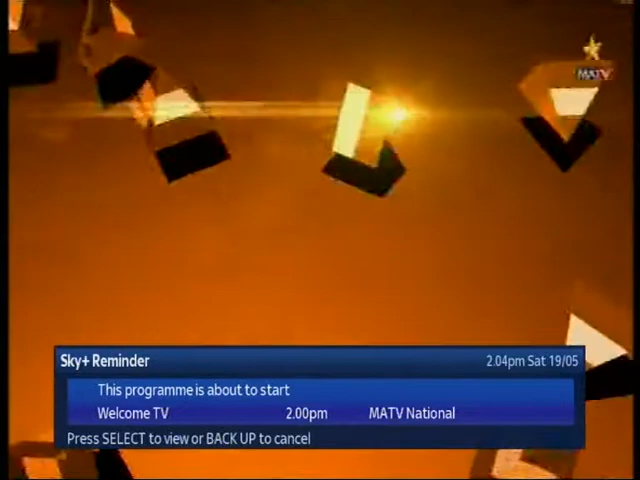 MATV
Sky+ Reminder 2.04pm Sat 19/05
This programme is about to start
Welcome TV 2.00pm MATV National
Press SELECT to view or BACK UP to cancel